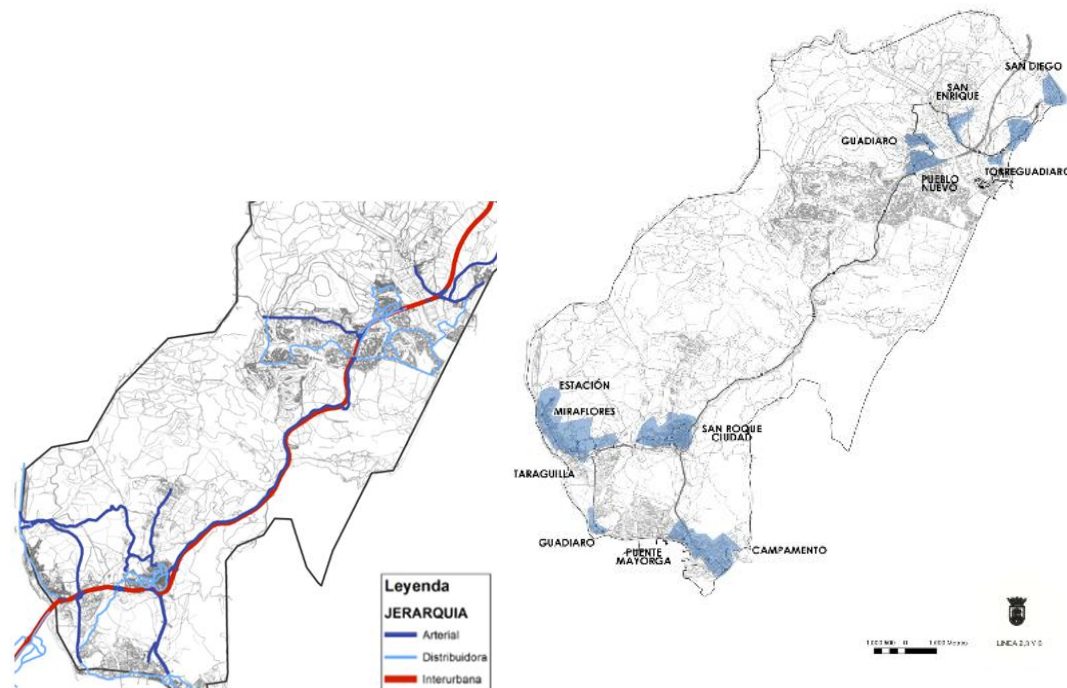 Leyenda
JERARQUIA
Arterial
Distribuidora
Interurbana
SAN DIEGO
SAN
ENRIQUE
GUADIARO
TORREGUADIARO
PUEBLO
NUEVO
ESTACIÓN
MIRAFLORES
SAN ROQUE
CIUDAD
TARAGUILLA
GUADIARO
PUENTE
MAYORGA
CAMPAMENTO